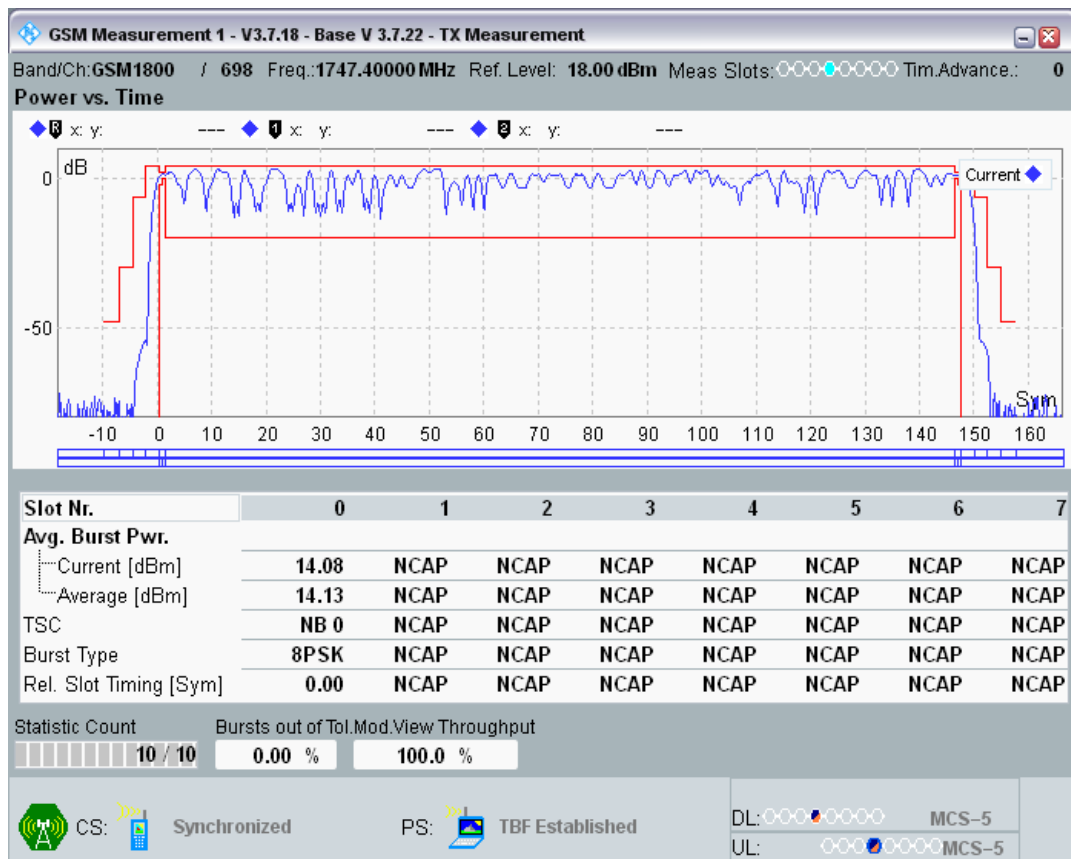 GSM Measurement 1 - V3.7.18 - Base V 3.7.22 - TX Measurement
Band/Ch:GSM1800 / 698 Freq.:1747.40000 MHz Ref. Level: 18.00 dBm Meas Slots: Tim.Advance.: 0
Power vs. Time
R x: y: --- 1 x: y: --- 2 x: y: ---
dB
Current
0
-50
Sym
-10 0 10 20 30 40 50 60 70 80 90 100 110 120 130 140 150 160
Slot Nr. 0 1 2 3 4 5 6 7
Avg. Burst Pwr.
Current [dBm] 14.08 NCAP NCAP NCAP NCAP NCAP NCAP NCAP
Average [dBm] 14.13 NCAP NCAP NCAP NCAP NCAP NCAP NCAP
TSC NB 0 NCAP NCAP NCAP NCAP NCAP NCAP NCAP
Burst Type 8PSK NCAP NCAP NCAP NCAP NCAP NCAP NCAP
Rel. Slot Timing [Sym] 0.00 NCAP NCAP NCAP NCAP NCAP NCAP NCAP
Statistic Count Bursts out of Tol.Mod.View Throughput
10 / 10 0.00 % 100.0 %
CS: Synchronized PS: TBF Established DL: MCS-5
UL: MCS-5